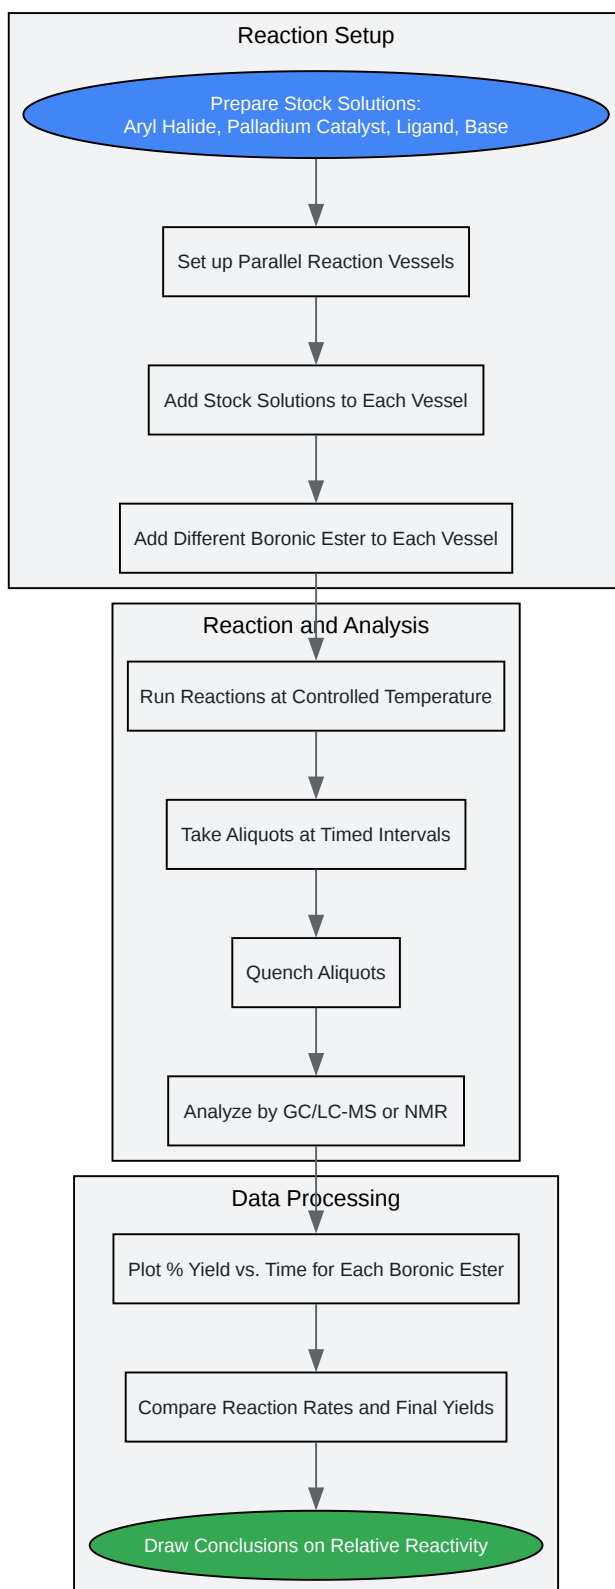 Reaction Setup
Prepare Stock Solutions:
Aryl Halide, Palladium Catalyst, Ligand, Base
Set up Parallel Reaction Vessels
Add Stock Solutions to Each Vessel
Add Different Boronic Ester to Each Vessel
Reaction and Analysis
Run Reactions at Controlled Temperature
Take Aliquots at Timed Intervals
Quench Aliquots
Analyze by GC/LC-MS or NMR
Data Processing
Plot % Yield vs. Time for Each Boronic Ester
Compare Reaction Rates and Final Yields
Draw Conclusions on Relative Reactivity